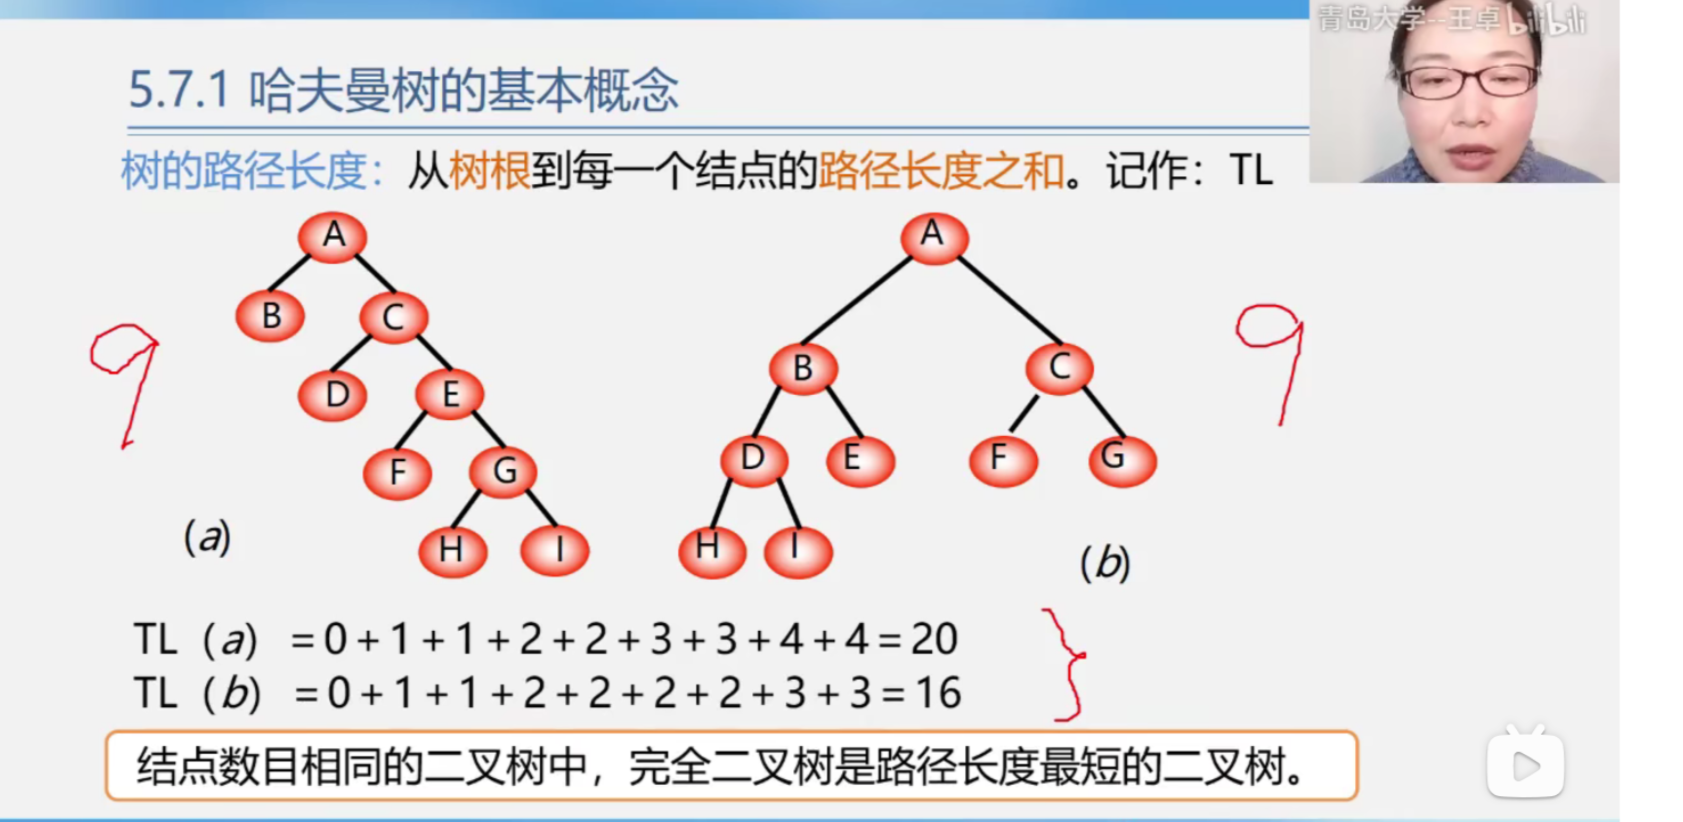 青岛大学--王卓 bilibili
5.7.1 哈夫曼树的基本概念
树的路径长度：从树根到每一个结点的路径长度之和。记作：TL
A
B C
D E
F G
H I
(a)
9
A
B C
D E F G
H I
(b)
9
TL（a）=0+1+1+2+2+3+3+4+4=20
TL（b）=0+1+1+2+2+2+2+3+3=16
结点数目相同的二叉树中，完全二叉树是路径长度最短的二叉树。